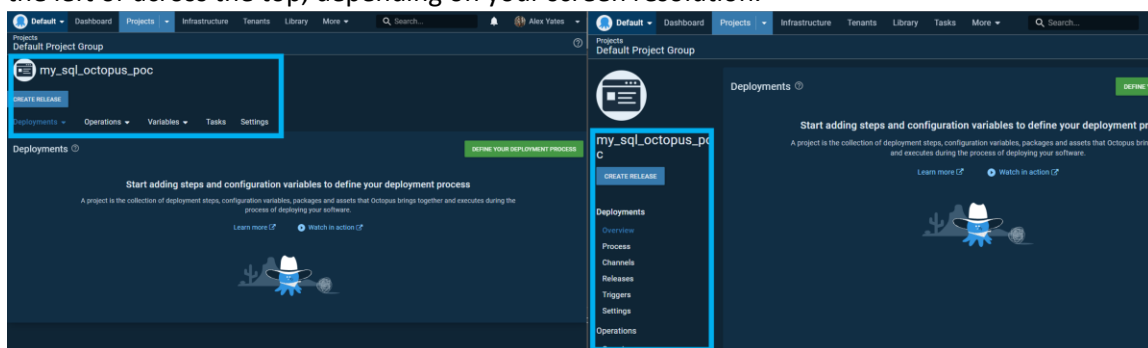 the left or across the top, depending on your screen resolution.
Default Dashboard Projects Infrastructure Tenants Library More Search... Alex Yates
Projects
Default Project Group
my_sql_octopus_poc
CREATE RELEASE
Deployments Operations Variables Tasks Settings
Deployments
DEFINE YOUR DEPLOYMENT PROCESS
Start adding steps and configuration variables to define your deployment process
A project is the collection of deployment steps, configuration variables, packages and assets that Octopus brings together and executes during the
process of deploying your software.
Learn more Watch in action
Default Dashboard Projects Infrastructure Tenants Library Tasks More Search...
Projects
Default Project Group
my_sql_octopus_po
c
CREATE RELEASE
Deployments
Overview
Process
Channels
Releases
Triggers
Settings
Operations
Deployments
DEFINE
Start adding steps and configuration variables to define your deployment pr
A project is the collection of deployment steps, configuration variables, packages and assets that Octopus brin
and executes during the process of deploying your software.
Learn more Watch in action